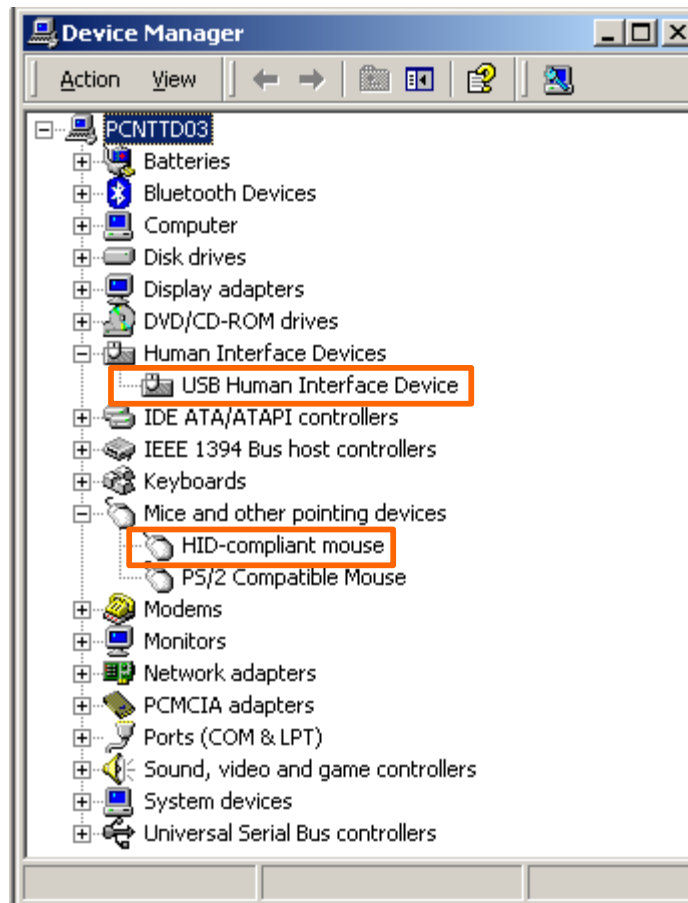 Device Manager
Action View
PCNTTD03
Batteries
Bluetooth Devices
Computer
Disk drives
Display adapters
DVD/CD-ROM drives
Human Interface Devices
USB Human Interface Device
IDE ATA/ATAPI controllers
IEEE 1394 Bus host controllers
Keyboards
Mice and other pointing devices
HID-compliant mouse
PS/2 Compatible Mouse
Modems
Monitors
Network adapters
PCMCIA adapters
Ports (COM & LPT)
Sound, video and game controllers
System devices
Universal Serial Bus controllers